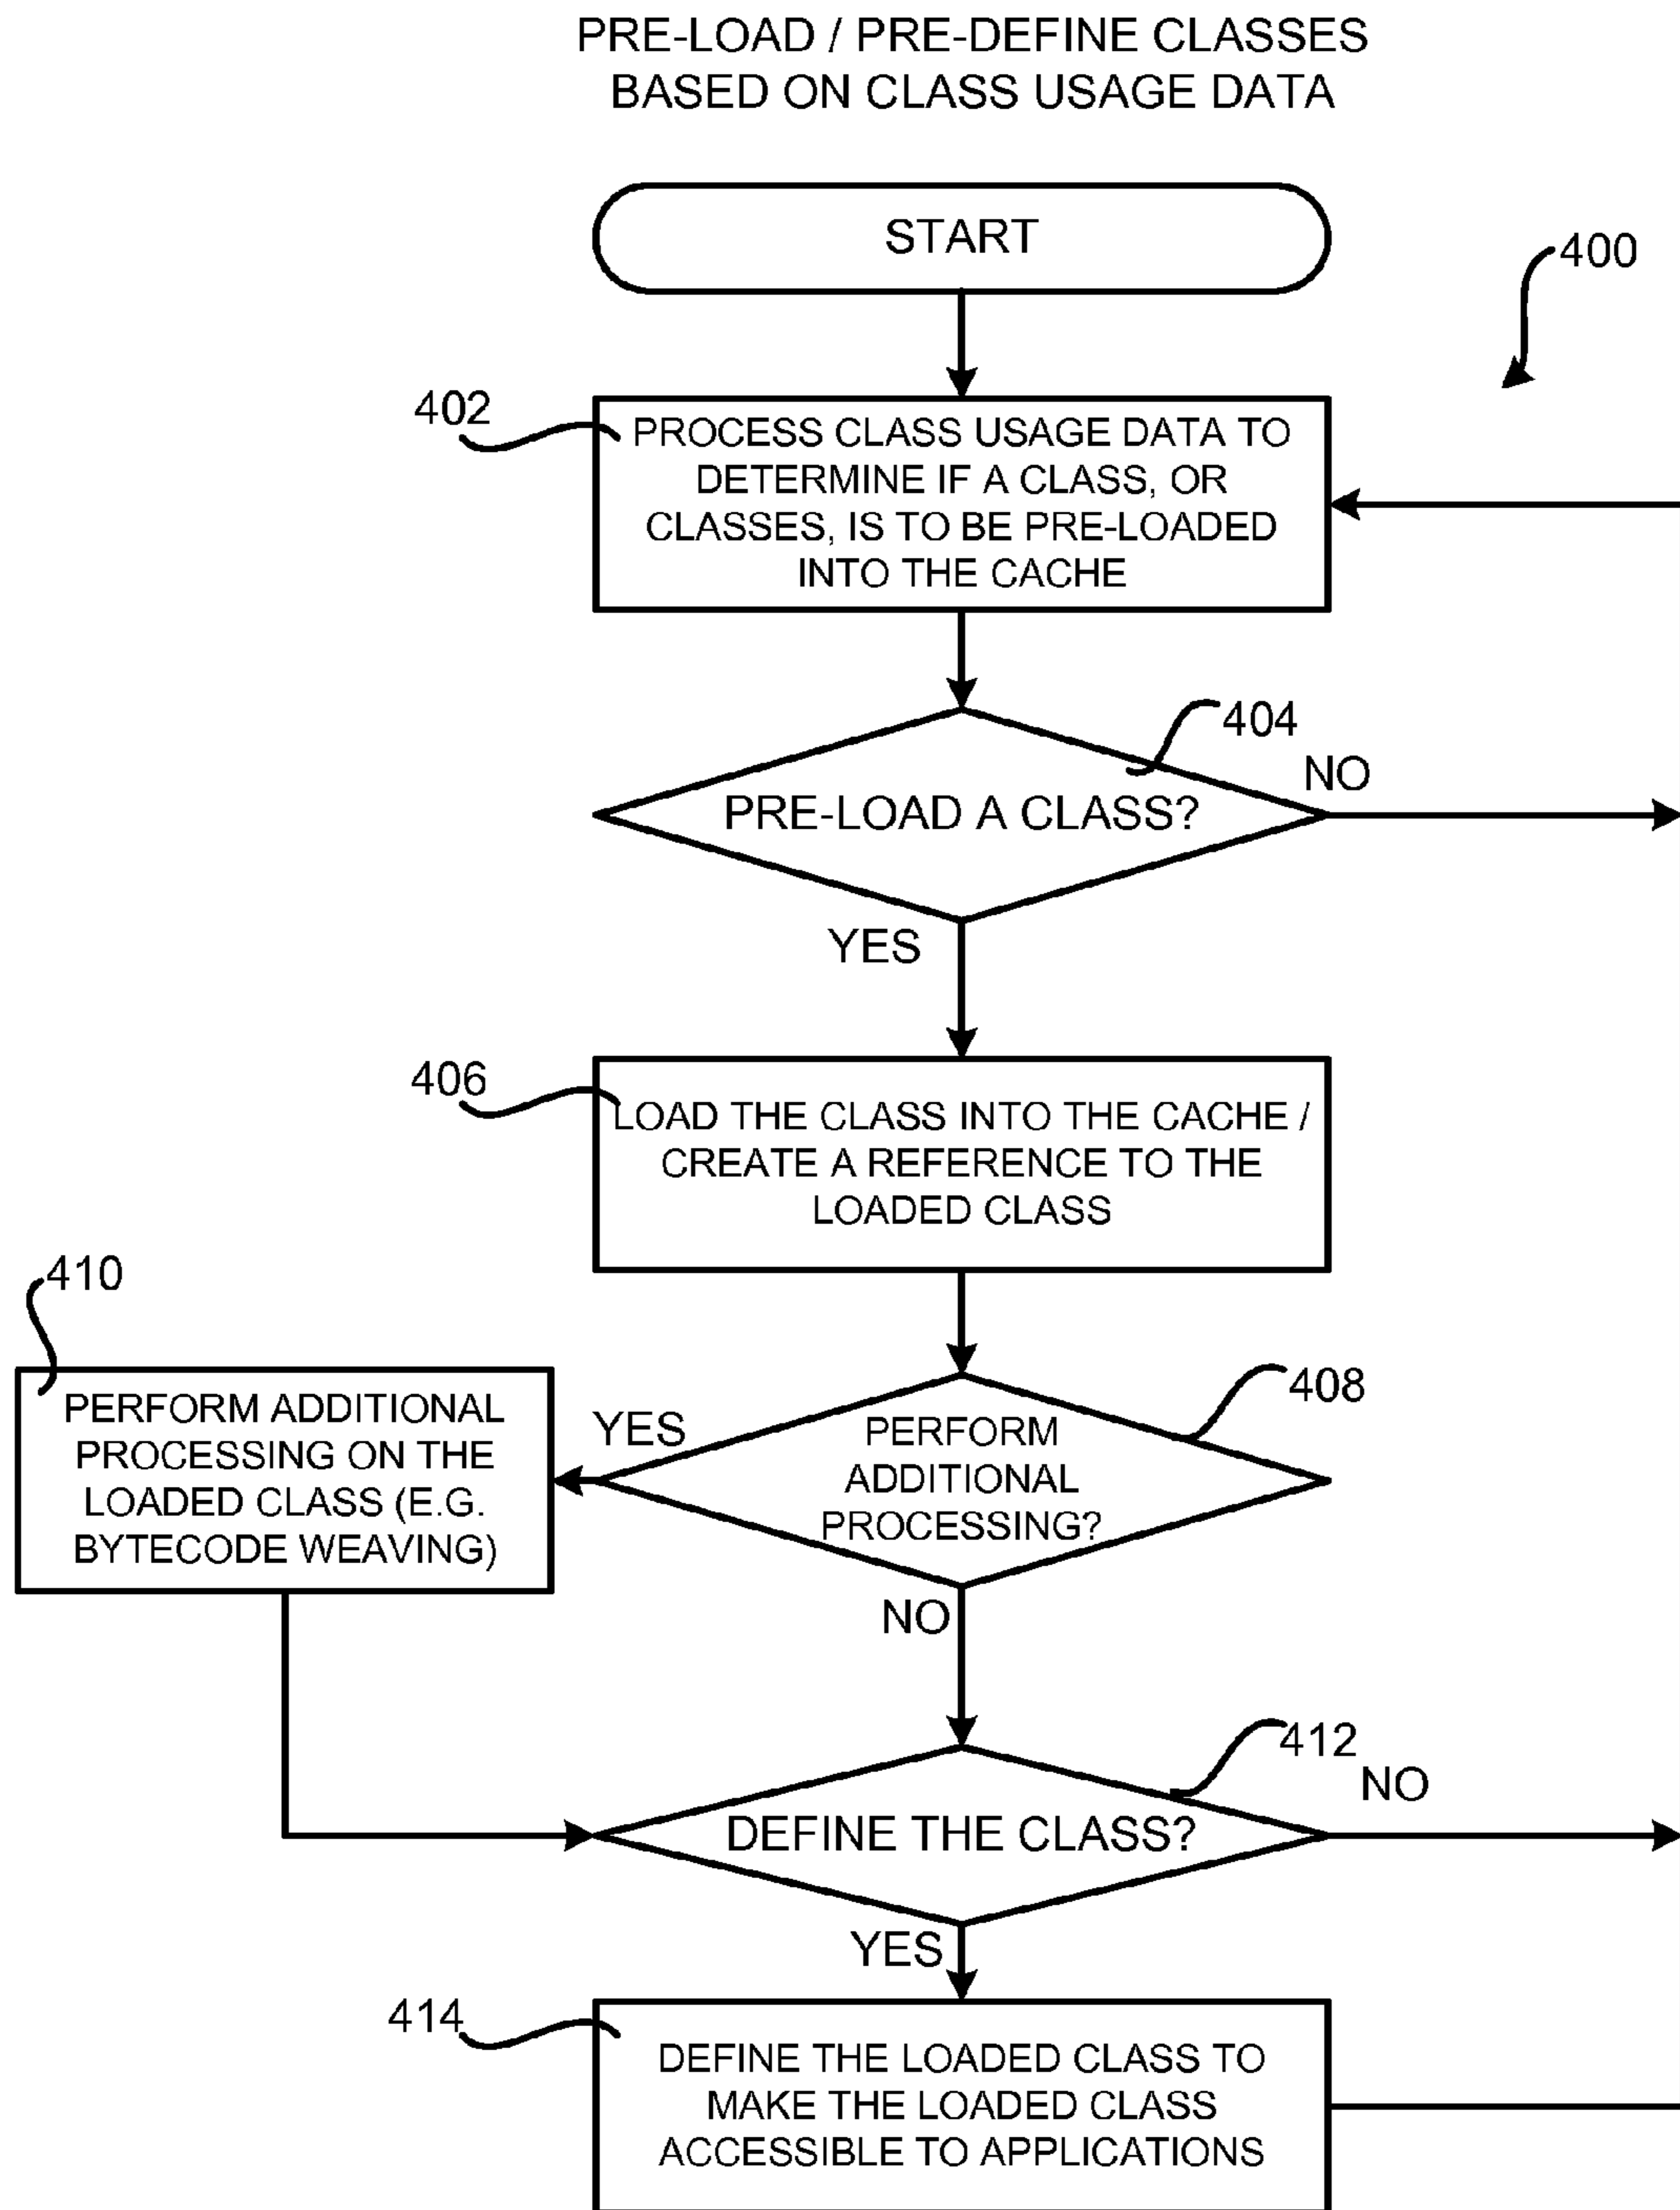 PRE-LOAD / PRE-DEFINE CLASSES
BASED ON CLASS USAGE DATA
START
400
402
PROCESS CLASS USAGE DATA TO
DETERMINE IF A CLASS, OR
CLASSES, IS TO BE PRE-LOADED
INTO THE CACHE
404
NO
PRE-LOAD A CLASS?
YES
406
LOAD THE CLASS INTO THE CACHE /
CREATE A REFERENCE TO THE
LOADED CLASS
410
408
PERFORM ADDITIONAL
PROCESSING ON THE
LOADED CLASS (E.G.
BYTECODE WEAVING)
YES
PERFORM
ADDITIONAL
PROCESSING?
NO
412
NO
DEFINE THE CLASS?
YES
414
DEFINE THE LOADED CLASS TO
MAKE THE LOADED CLASS
ACCESSIBLE TO APPLICATIONS